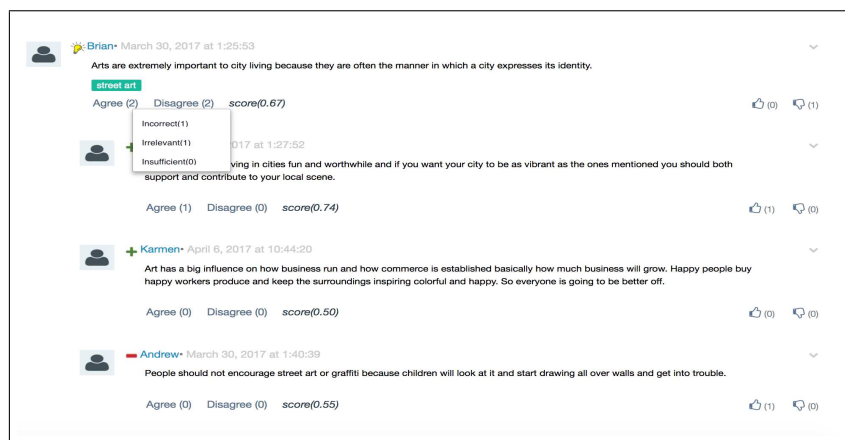 Brian• March 30, 2017 at 1:25:53
Arts are extremely important to city living because they are often the manner in which a city expresses its identity.
street art
Agree (2) Disagree (2) score(0.67) (0) (1)
Incorrect(1)
Irrelevant(1)
Insufficient(0)
017 at 1:27:52
ving in cities fun and worthwhile and if you want your city to be as vibrant as the ones mentioned you should both
support and contribute to your local scene.
Agree (1) Disagree (0) score(0.74) (1) (0)
Karmen• April 6, 2017 at 10:44:20
Art has a big influence on how business run and how commerce is established basically how much business will grow. Happy people buy
happy workers produce and keep the surroundings inspiring colorful and happy. So everyone is going to be better off.
Agree (0) Disagree (0) score(0.50) (0) (0)
Andrew• March 30, 2017 at 1:40:39
People should not encourage street art or graffiti because children will look at it and start drawing all over walls and get into trouble.
Agree (0) Disagree (0) score(0.55) (1) (0)